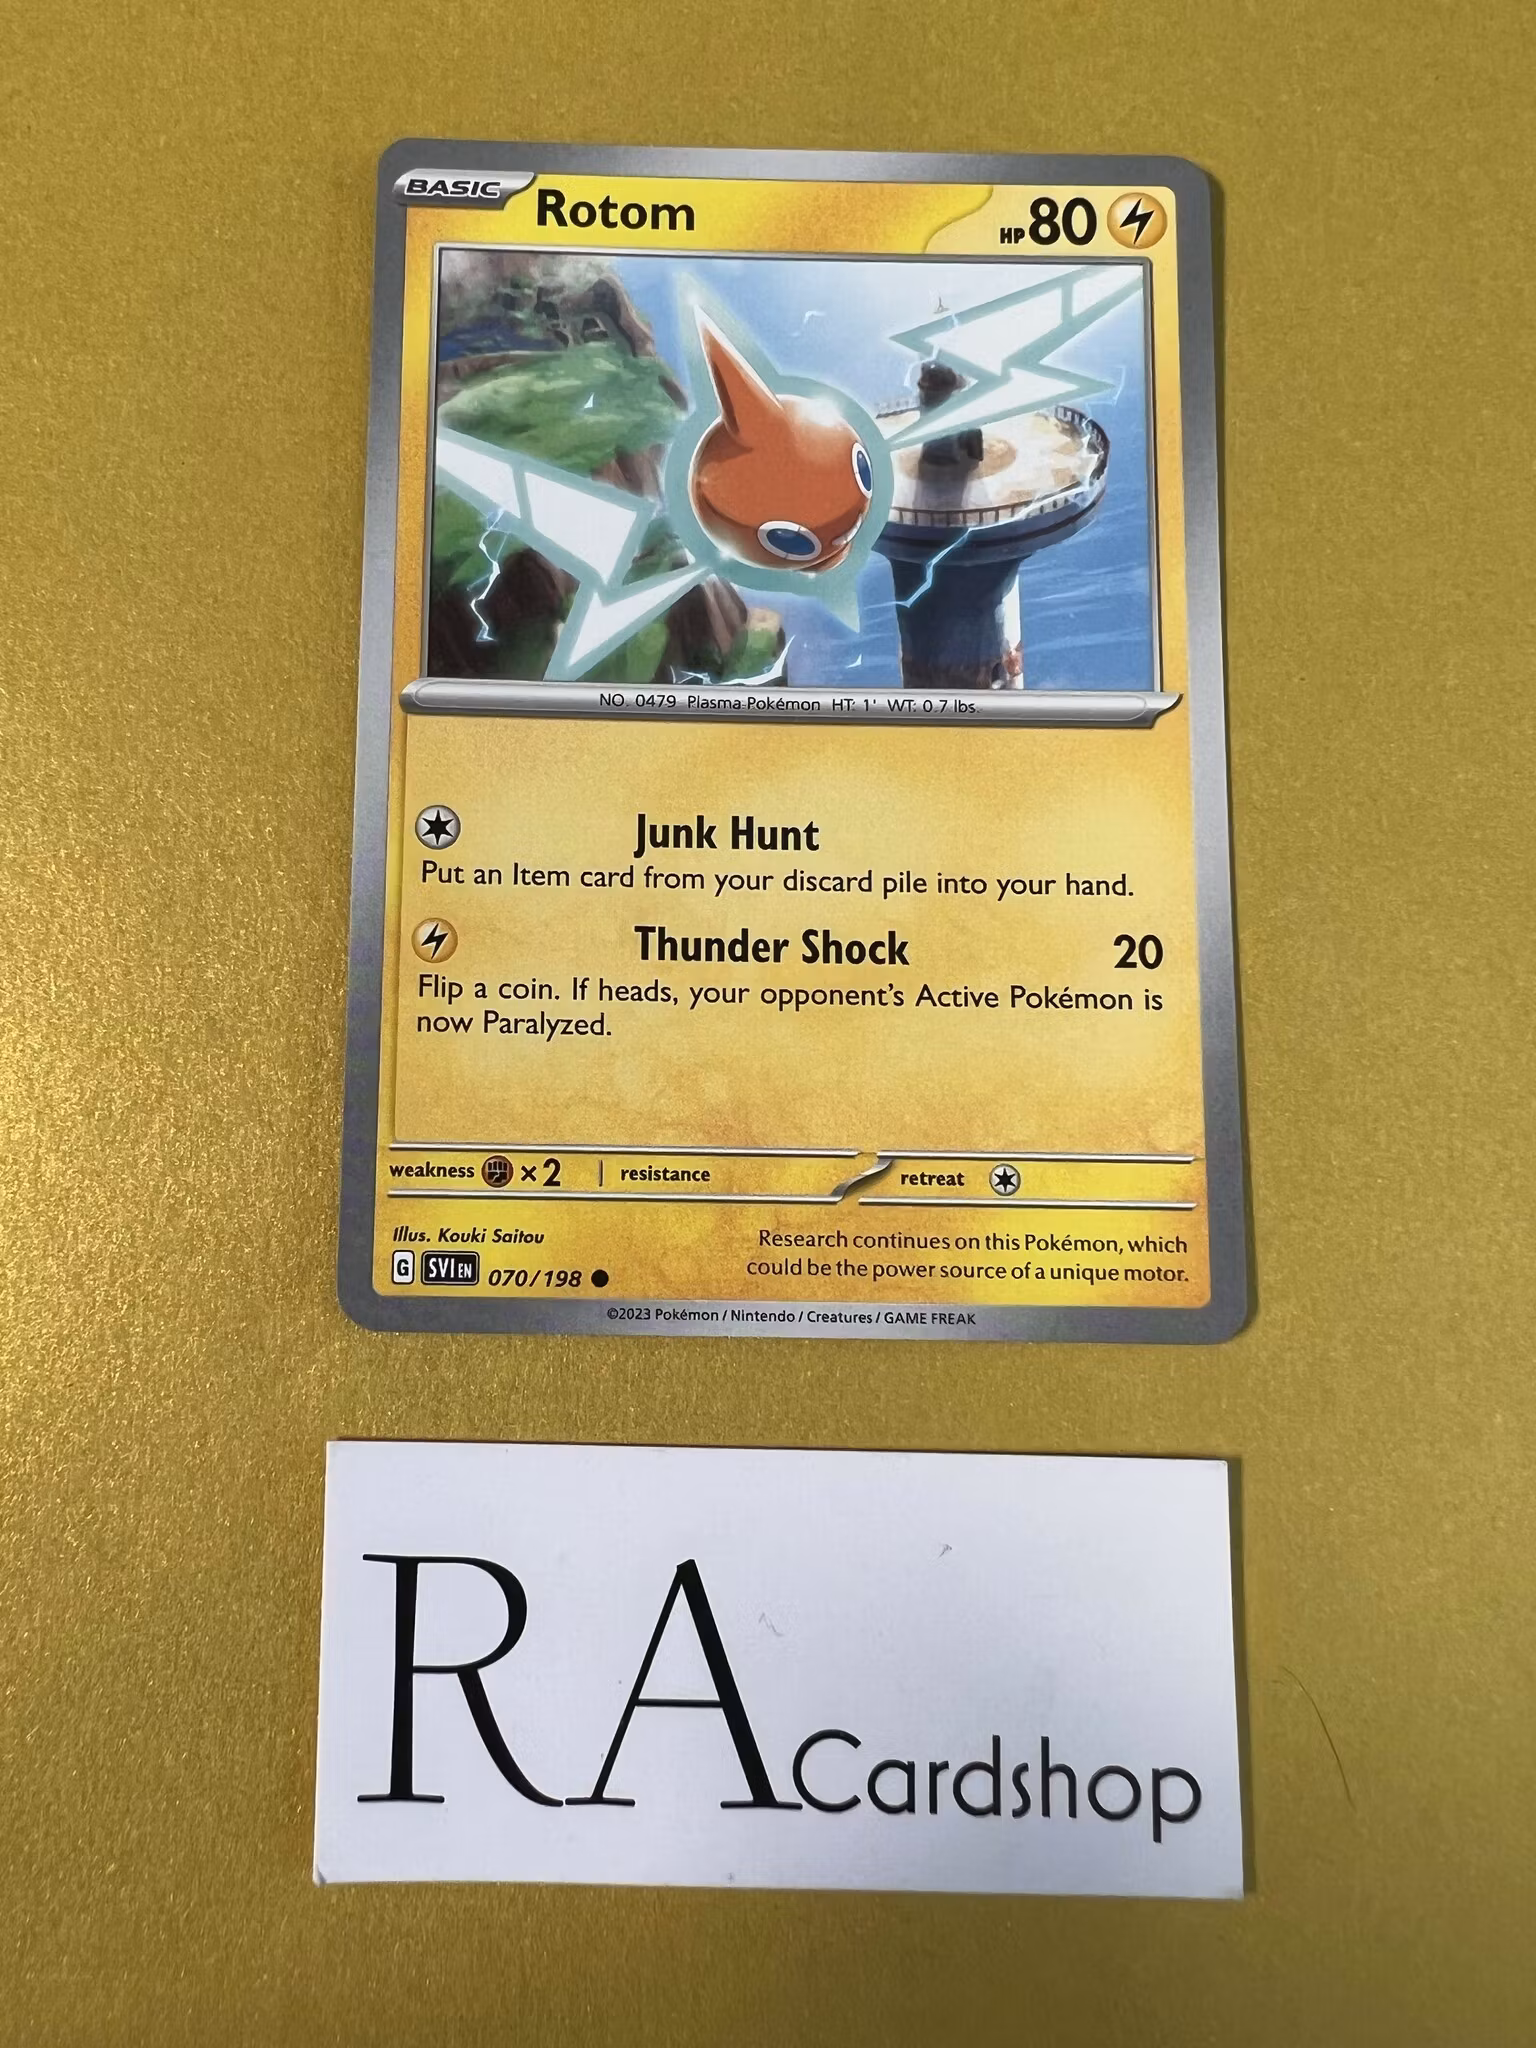 BASIC Rotom HP 80
NO. 0479 Plasma Pokémon HT: 1' WT: 0.7 lbs.
Junk Hunt
Put an Item card from your discard pile into your hand.
Thunder Shock 20
Flip a coin. If heads, your opponent's Active Pokémon is
now Paralyzed.
weakness ×2 resistance retreat
Illus. Kouki Saitou
G SVI EN 070/198
Research continues on this Pokémon, which
could be the power source of a unique motor.
©2023 Pokémon / Nintendo / Creatures / GAME FREAK
RA Cardshop